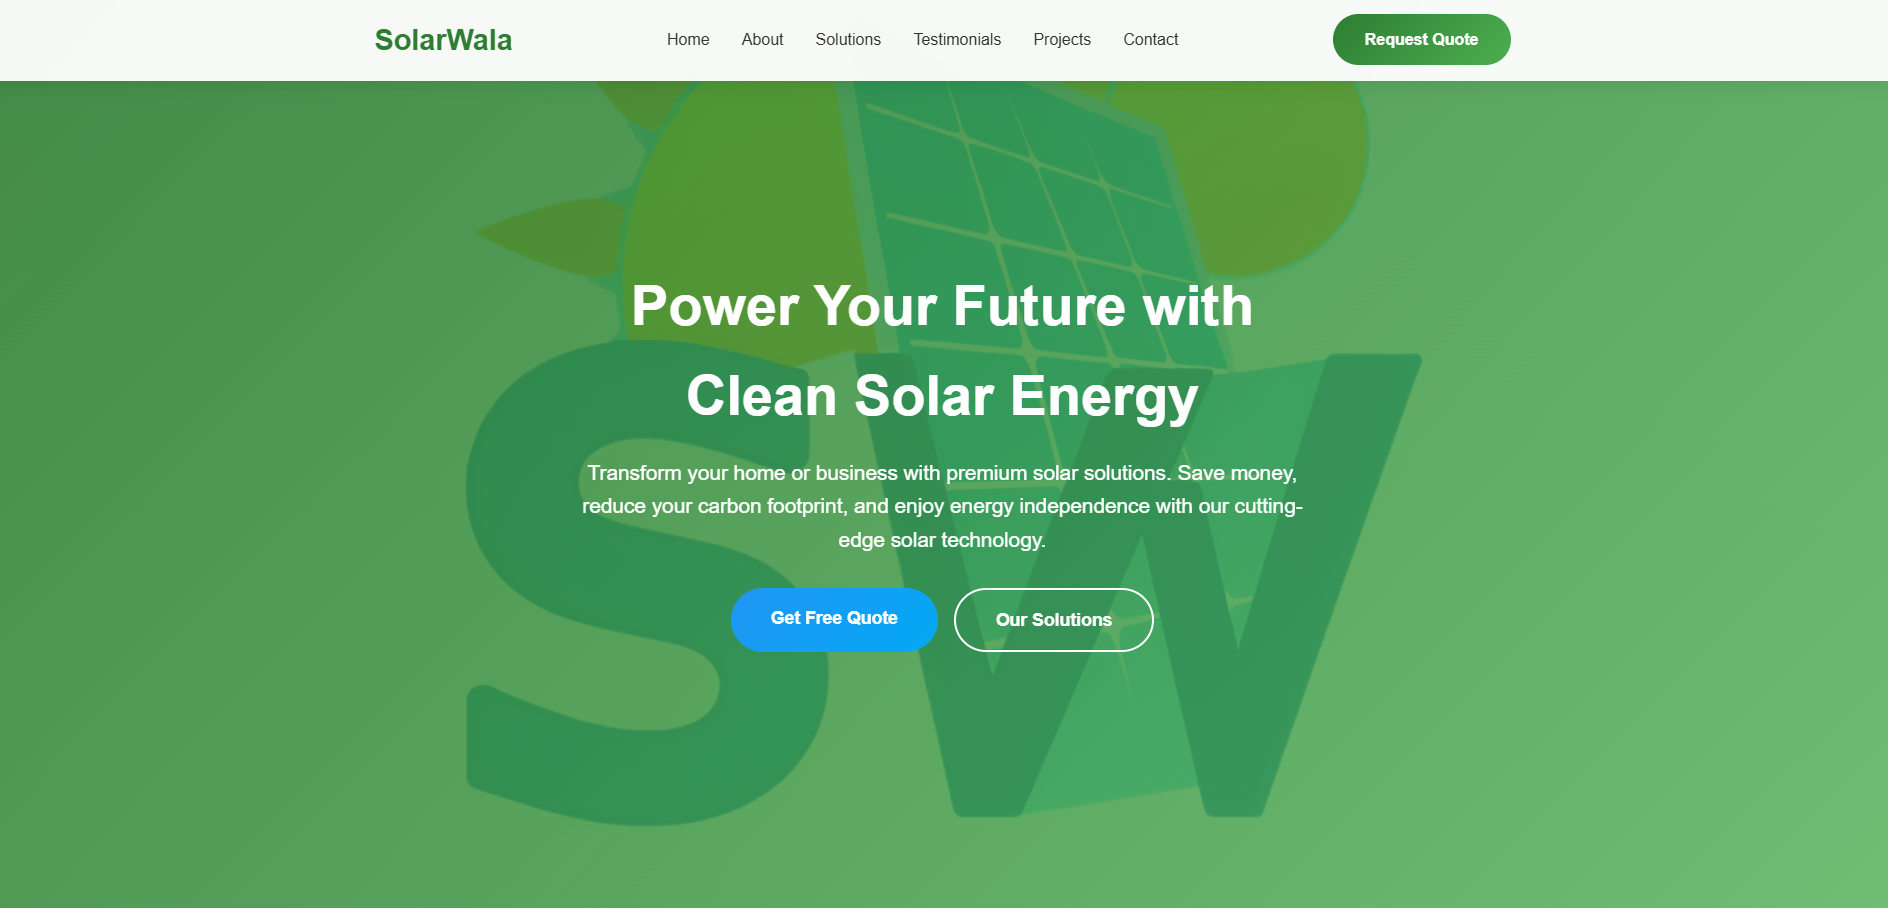 SolarWala
Home
About
Solutions
Testimonials
Projects
Contact
Request Quote
Power Your Future with
Clean Solar Energy
Transform your home or business with premium solar solutions. Save money,
reduce your carbon footprint, and enjoy energy independence with our cutting-
edge solar technology.
Get Free Quote
Our Solutions
SW